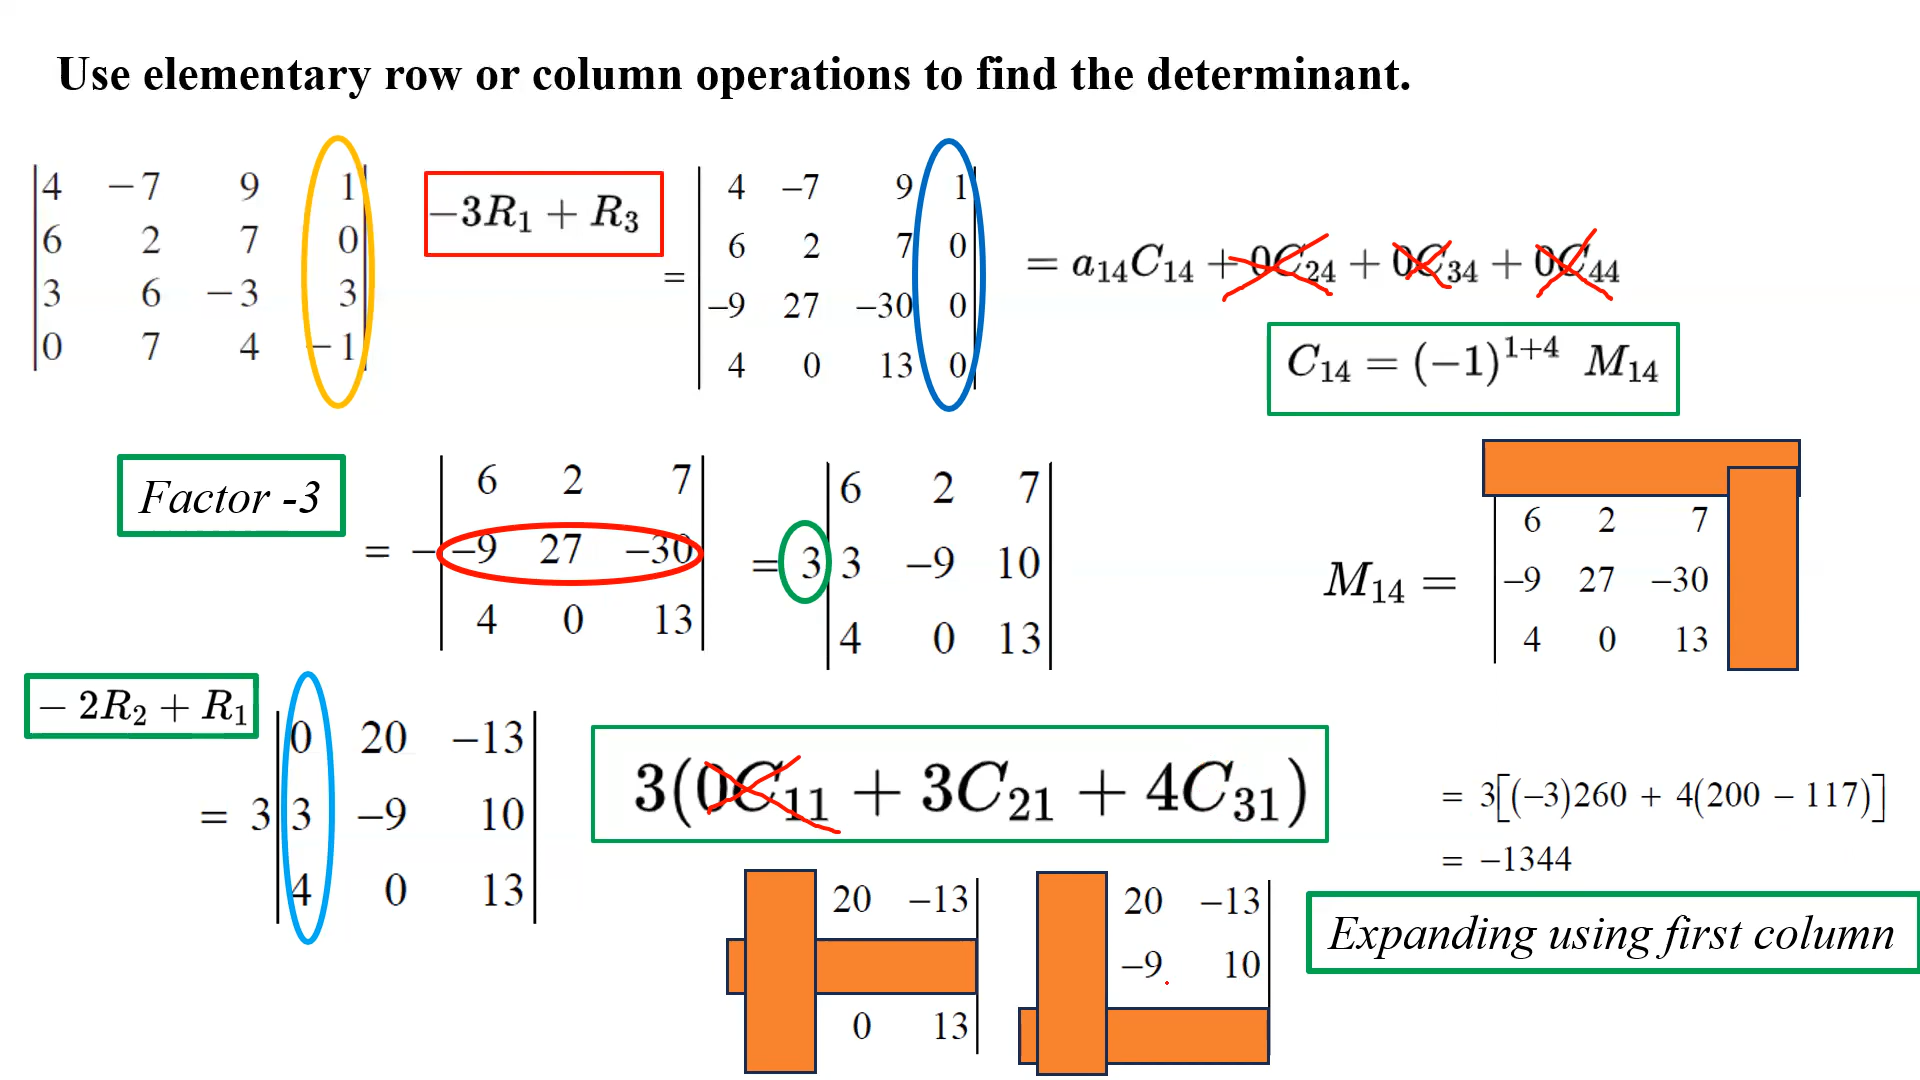 Use elementary row or column operations to find the determinant.
|4 −7 9 1|
|6 2 7 0|
|3 6 −3 3|
|0 7 4 −1|
−3R₁ + R₃
=
|4 −7 9 1|
|6 2 7 0|
|−9 27 −30 0|
|4 0 13 0|
= a₁₄C₁₄ + 0C₂₄ + 0C₃₄ + 0C₄₄
C₁₄ = (−1)¹⁺⁴ M₁₄
Factor -3
= −
|6 2 7|
|−9 27 −30|
|4 0 13|
= 3
|6 2 7|
|3 −9 10|
|4 0 13|
M₁₄ =
|6 2 7
|−9 27 −30
|4 0 13
− 2R₂ + R₁
= 3
|0 20 −13|
|3 −9 10|
|4 0 13|
3(0C₁₁ + 3C₂₁ + 4C₃₁)
20 −13|
0 13|
20 −13|
−9 10|
= 3[(−3)260 + 4(200 − 117)]
= −1344
Expanding using first column